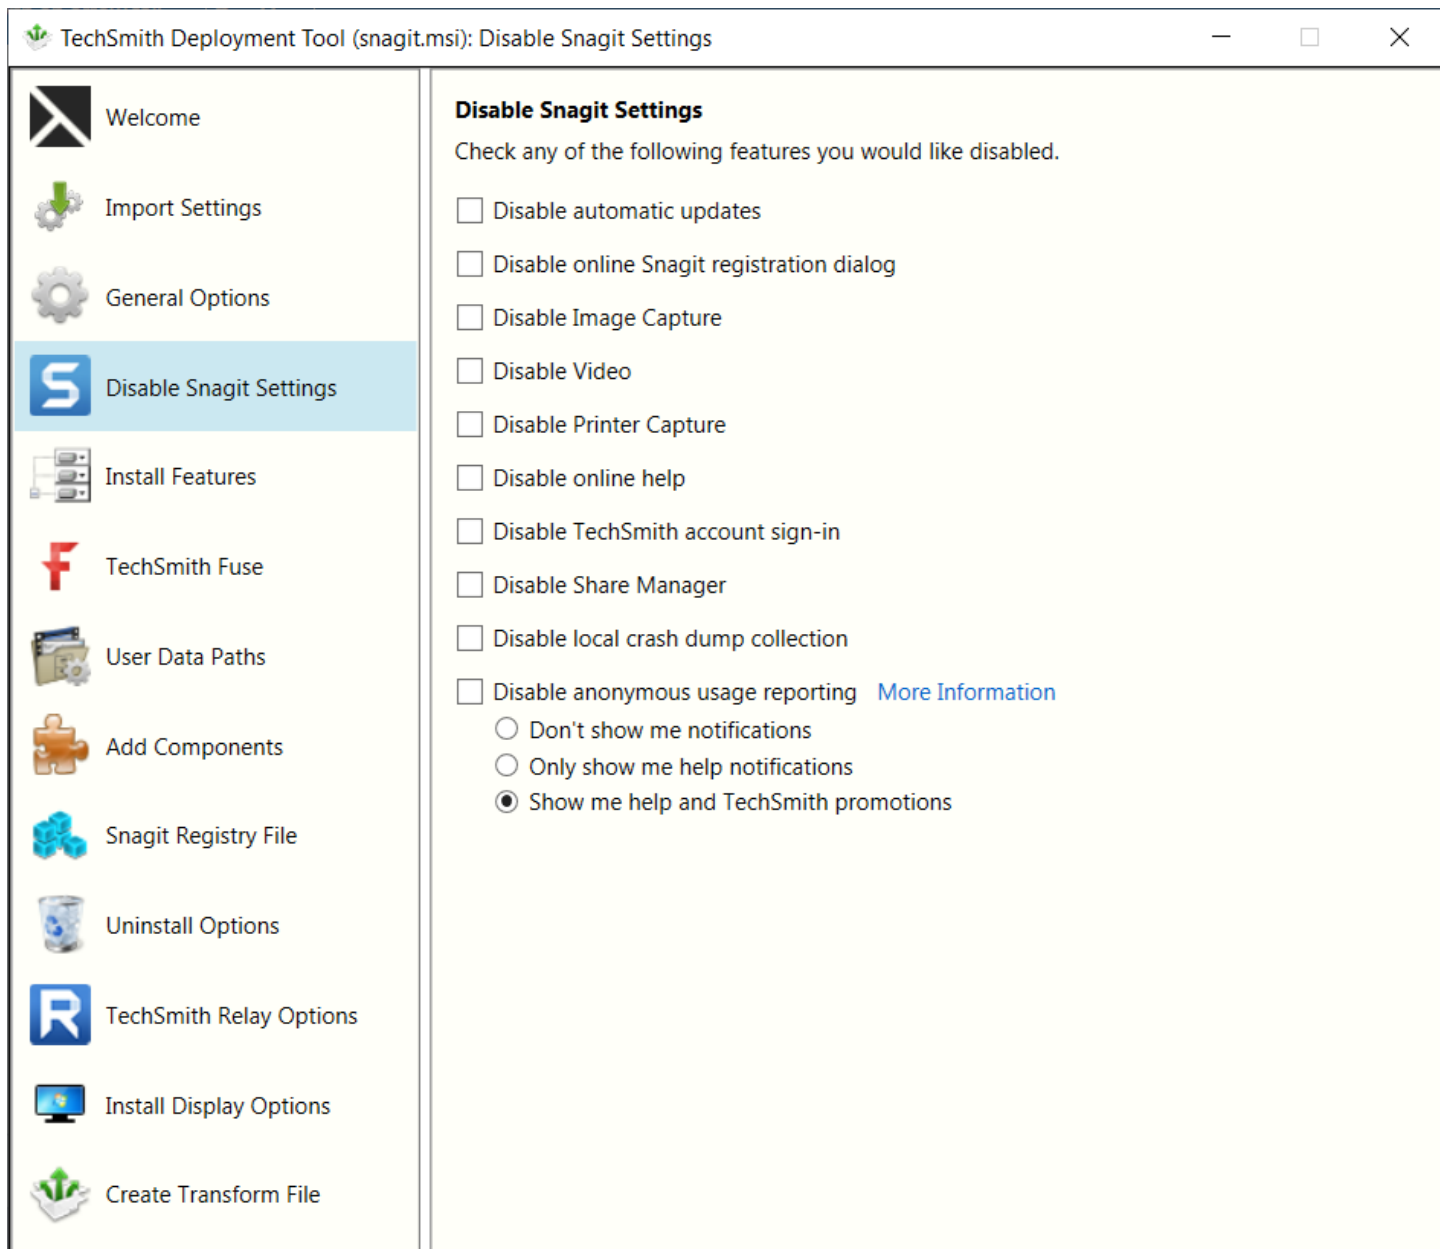 TechSmith Deployment Tool (snagit.msi): Disable Snagit Settings
Welcome
Import Settings
General Options
Disable Snagit Settings
Install Features
TechSmith Fuse
User Data Paths
Add Components
Snagit Registry File
Uninstall Options
TechSmith Relay Options
Install Display Options
Create Transform File
Disable Snagit Settings
Check any of the following features you would like disabled.
Disable automatic updates
Disable online Snagit registration dialog
Disable Image Capture
Disable Video
Disable Printer Capture
Disable online help
Disable TechSmith account sign-in
Disable Share Manager
Disable local crash dump collection
Disable anonymous usage reporting More Information
Don't show me notifications
Only show me help notifications
Show me help and TechSmith promotions